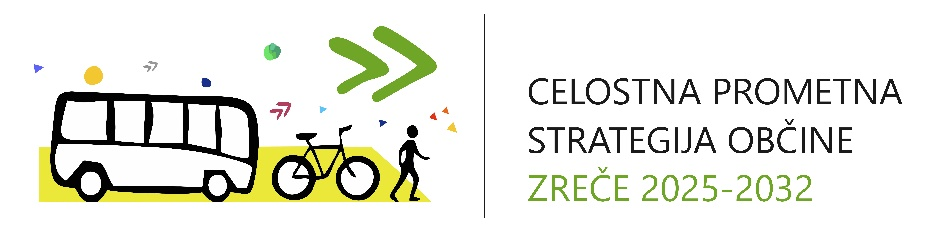 CELOSTNA PROMETNA
STRATEGIJA OBČINE
ZREČE 2025-2032